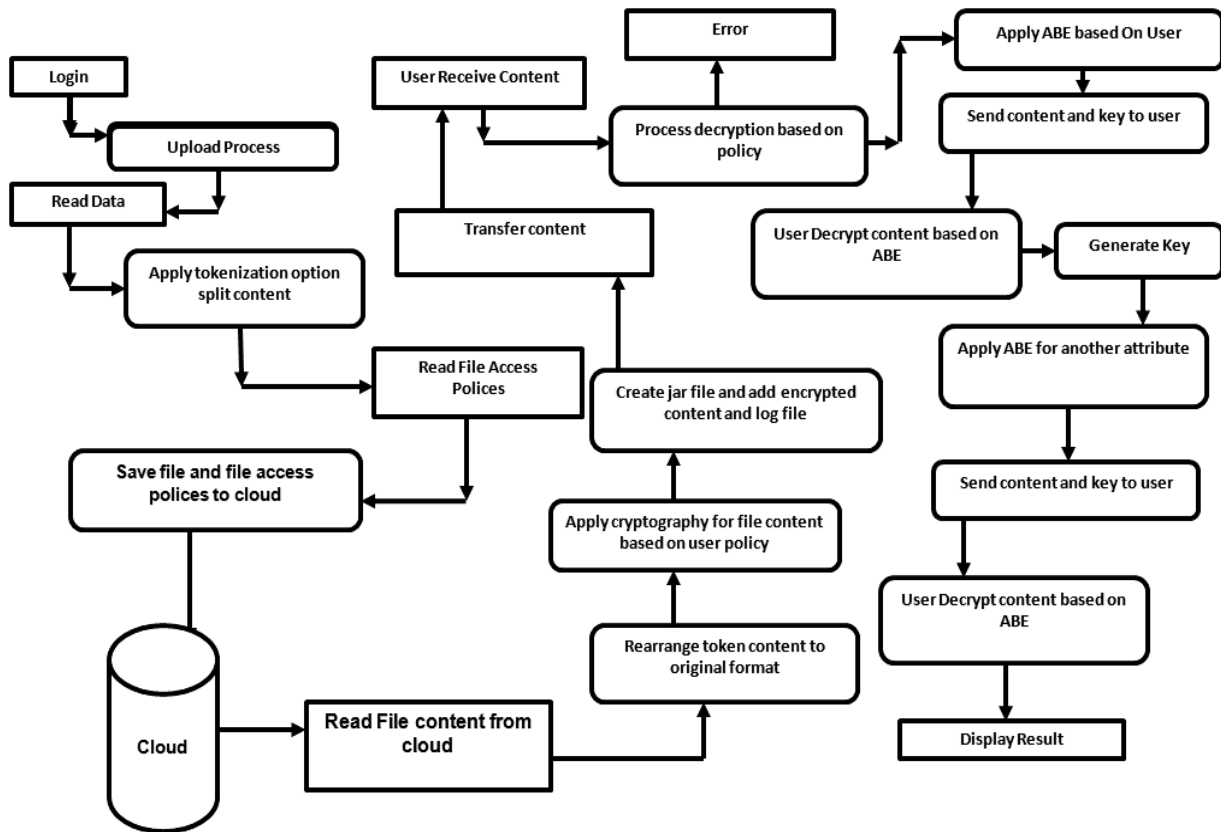 Login
Upload Process
Read Data
Apply tokenization option
split content
Read File Access
Polices
Save file and file access
polices to cloud
Cloud
Read File content from
cloud
Rearrange token content to
original format
Apply cryptography for file content
based on user policy
Create jar file and add encrypted
content and log file
Transfer content
User Receive Content
Process decryption based on
policy
Error
Apply ABE based On User
Send content and key to user
User Decrypt content based on
ABE
Generate Key
Apply ABE for another attribute
Send content and key to user
User Decrypt content based on
ABE
Display Result